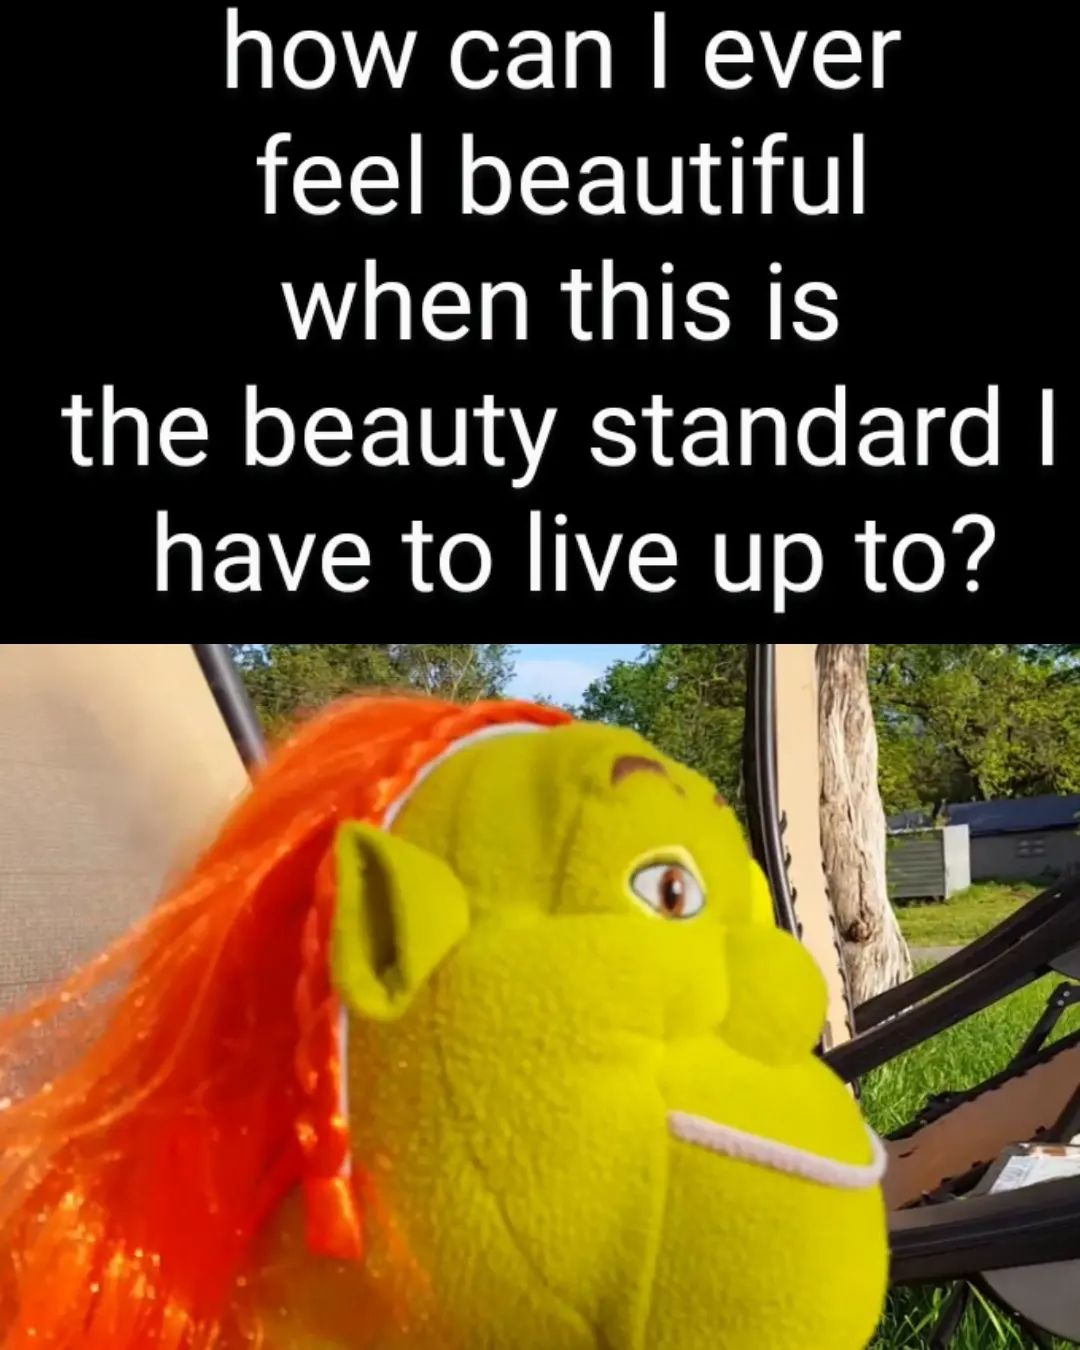 how can I ever
feel beautiful
when this is
the beauty standard I
have to live up to?